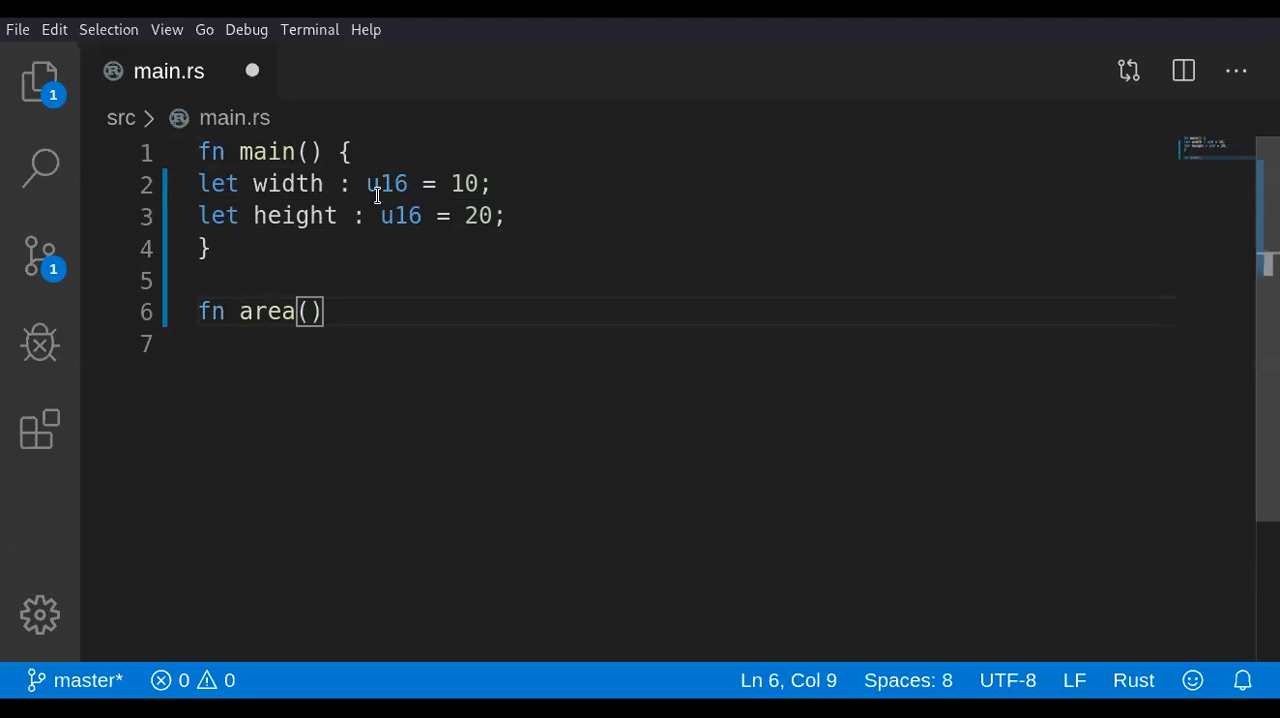 File Edit Selection View Go Debug Terminal Help
main.rs
1
src > main.rs
1 fn main() {
2 let width : u16 = 10;
3 let height : u16 = 20;
4 }
1
5
6 fn area()
7
master* 0 0 Ln 6, Col 9 Spaces: 8 UTF-8 LF Rust